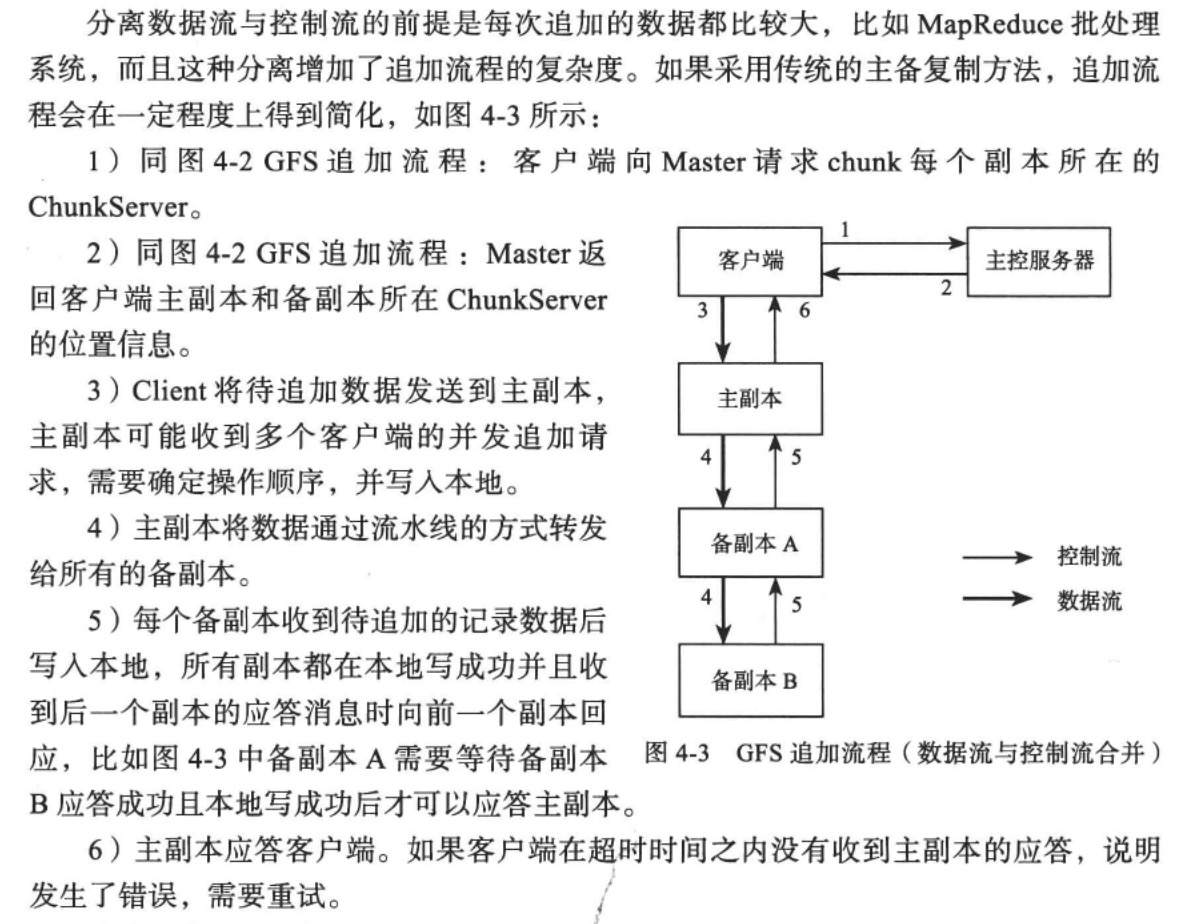 分离数据流与控制流的前提是每次追加的数据都比较大，比如 MapReduce 批处理
系统，而且这种分离增加了追加流程的复杂度。如果采用传统的主备复制方法，追加流
程会在一定程度上得到简化，如图 4-3 所示：
1）同图 4-2 GFS 追加流程：客户端向 Master 请求 chunk 每个副本所在的
ChunkServer。
2）同图 4-2 GFS 追加流程：Master 返
回客户端主副本和备副本所在 ChunkServer
的位置信息。
3）Client 将待追加数据发送到主副本，
主副本可能收到多个客户端的并发追加请
求，需要确定操作顺序，并写入本地。
4）主副本将数据通过流水线的方式转发
给所有的备副本。
5）每个备副本收到待追加的记录数据后
写入本地，所有副本都在本地写成功并且收
到后一个副本的应答消息时向前一个副本回
应，比如图 4-3 中备副本 A 需要等待备副本
B 应答成功且本地写成功后才可以应答主副本。
客户端
1
主控服务器
2
3
6
主副本
4
5
备副本 A
控制流
数据流
4
5
备副本 B
图 4-3 GFS 追加流程（数据流与控制流合并）
6）主副本应答客户端。如果客户端在超时时间之内没有收到主副本的应答，说明
发生了错误，需要重试。